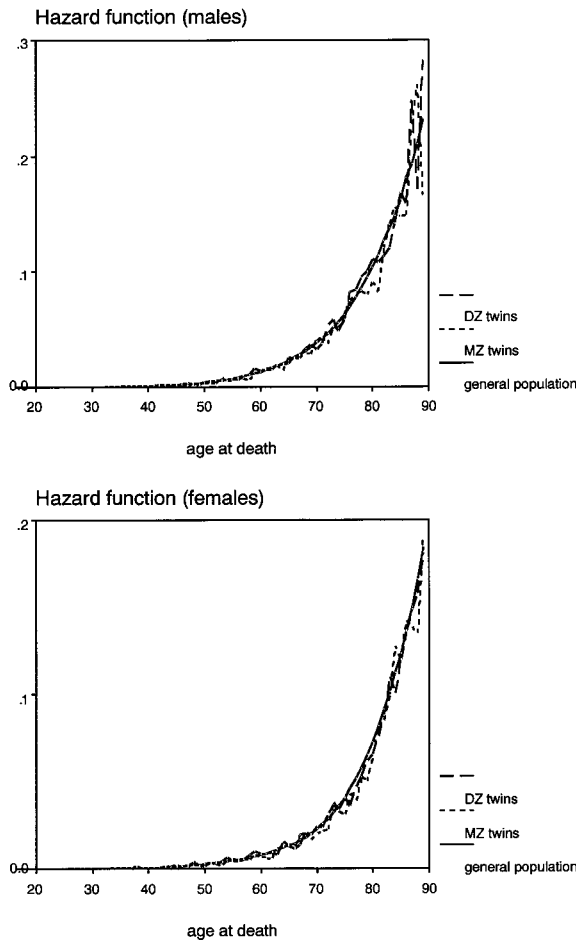 Hazard function (males)
.3
.2
.1
0.0
20 30 40 50 60 70 80 90
age at death
DZ twins
MZ twins
general population
Hazard function (females)
.2
.1
0.0
20 30 40 50 60 70 80 90
age at death
DZ twins
MZ twins
general population